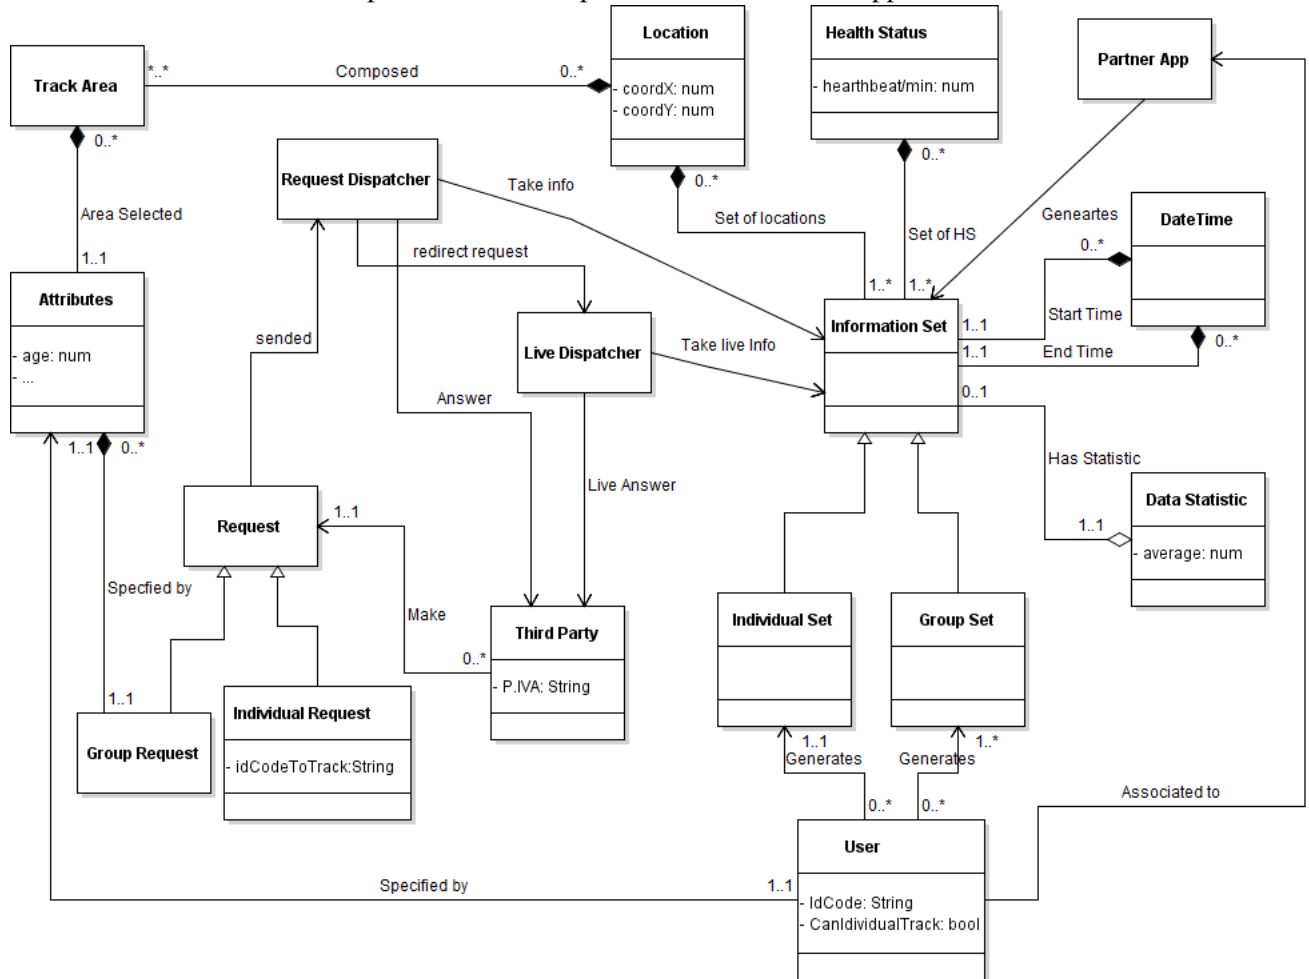 Location
- coordX: num
- coordY: num
Health Status
- hearthbeat/min: num
Partner App
Track Area
*..*
Composed
0..*
0..*
Request Dispatcher
Take info
0..*
Set of locations
0..*
Set of HS
Geneartes
DateTime
0..*
Area Selected
1..1
redirect request
1..*
1..*
Attributes
- age: num
- ...
sended
Live Dispatcher
Take live Info
Information Set
1..1
Start Time
1..1
End Time
0..*
0..1
Answer
1..1
0..*
Has Statistic
Live Answer
Data Statistic
- average: num
1..1
Request
1..1
Specfied by
Make
Third Party
- P.IVA: String
0..*
Individual Set
Group Set
1..1
Group Request
Individual Request
- idCodeToTrack:String
1..1
Generates
1..*
Generates
0..*
0..*
Associated to
User
- IdCode: String
- CanIdividualTrack: bool
Specified by
1..1